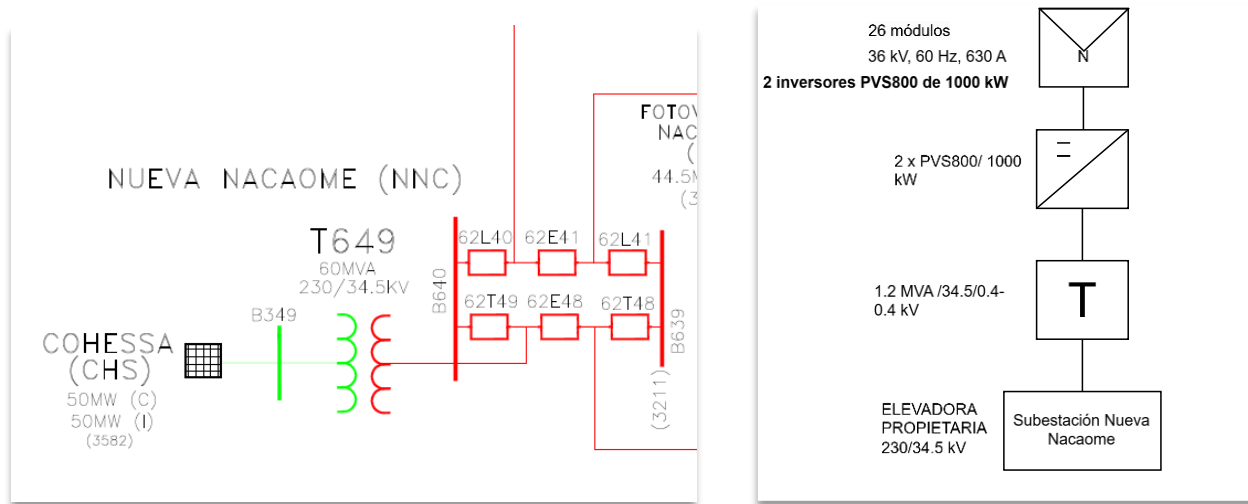 NUEVA NACAOME (NNC)
T649
60MVA
230/34.5KV
B349
COHESSA
(CHS)
50MW (C)
50MW (I)
(3582)
B640
62L40
62E41
62L41
62T49
62E48
62T48
B639
(3211)
FOTOV
NAC
(
44.5M
(3
26 módulos
36 kV, 60 Hz, 630 A
2 inversores PVS800 de 1000 kW
N
2 x PVS800/ 1000
kW
1.2 MVA /34.5/0.4-
0.4 kV
T
ELEVADORA
PROPIETARIA
230/34.5 kV
Subestación Nueva
Nacaome